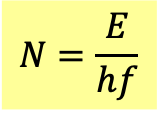 N = E/hf